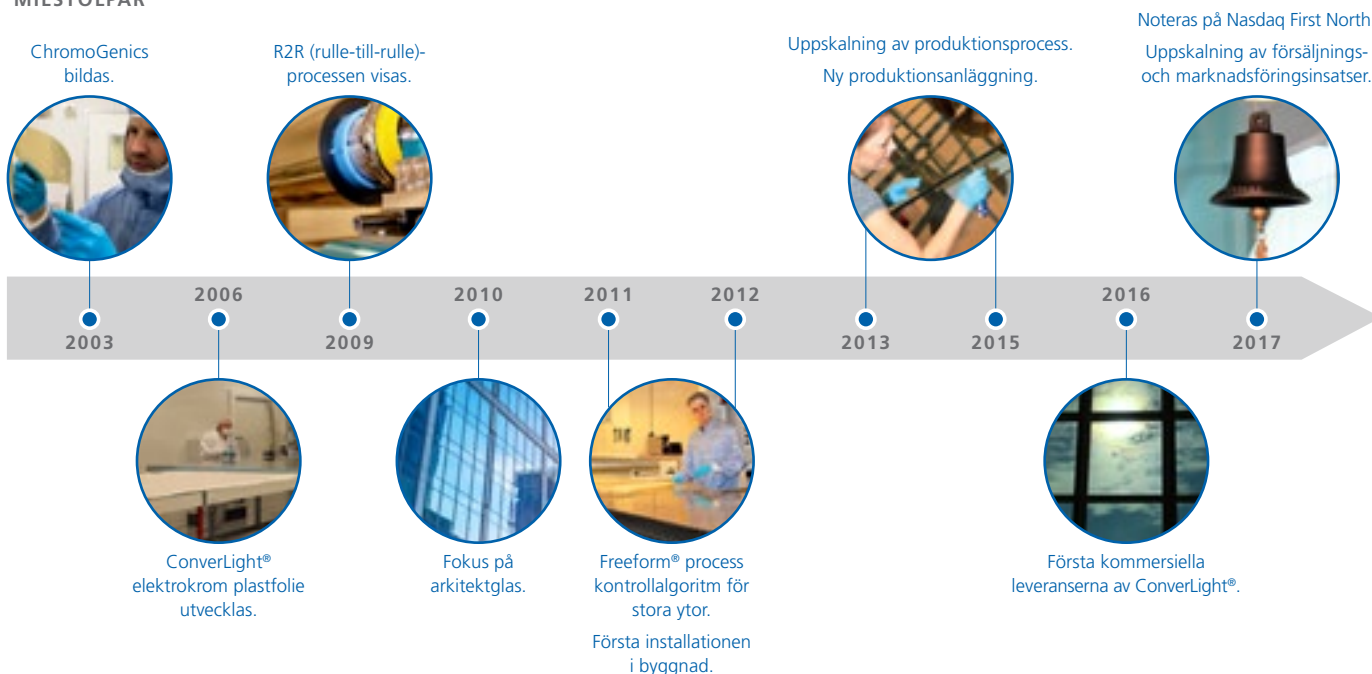 MILSTOLPAR
ChromoGenics
bildas.
R2R (rulle-till-rulle)-
processen visas.
Uppskalning av produktionsprocess.
Ny produktionsanläggning.
Noteras på Nasdaq First North
Uppskalning av försäljnings-
och marknadsföringsinsatser.
2003
2006
2009
2010
2011
2012
2013
2015
2016
2017
ConverLight®
elektrokrom plastfolie
utvecklas.
Fokus på
arkitektglas.
Freeform® process
kontrollalgoritm för
stora ytor.
Första installationen
i byggnad.
Första kommersiella
leveranserna av ConverLight®.